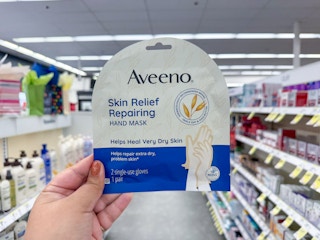 Aveeno
Skin Relief
Repairing
HAND MASK
Helps Heal Very Dry Skin
Helps repair extra dry,
problem skin*
2 single use gloves
1 pair